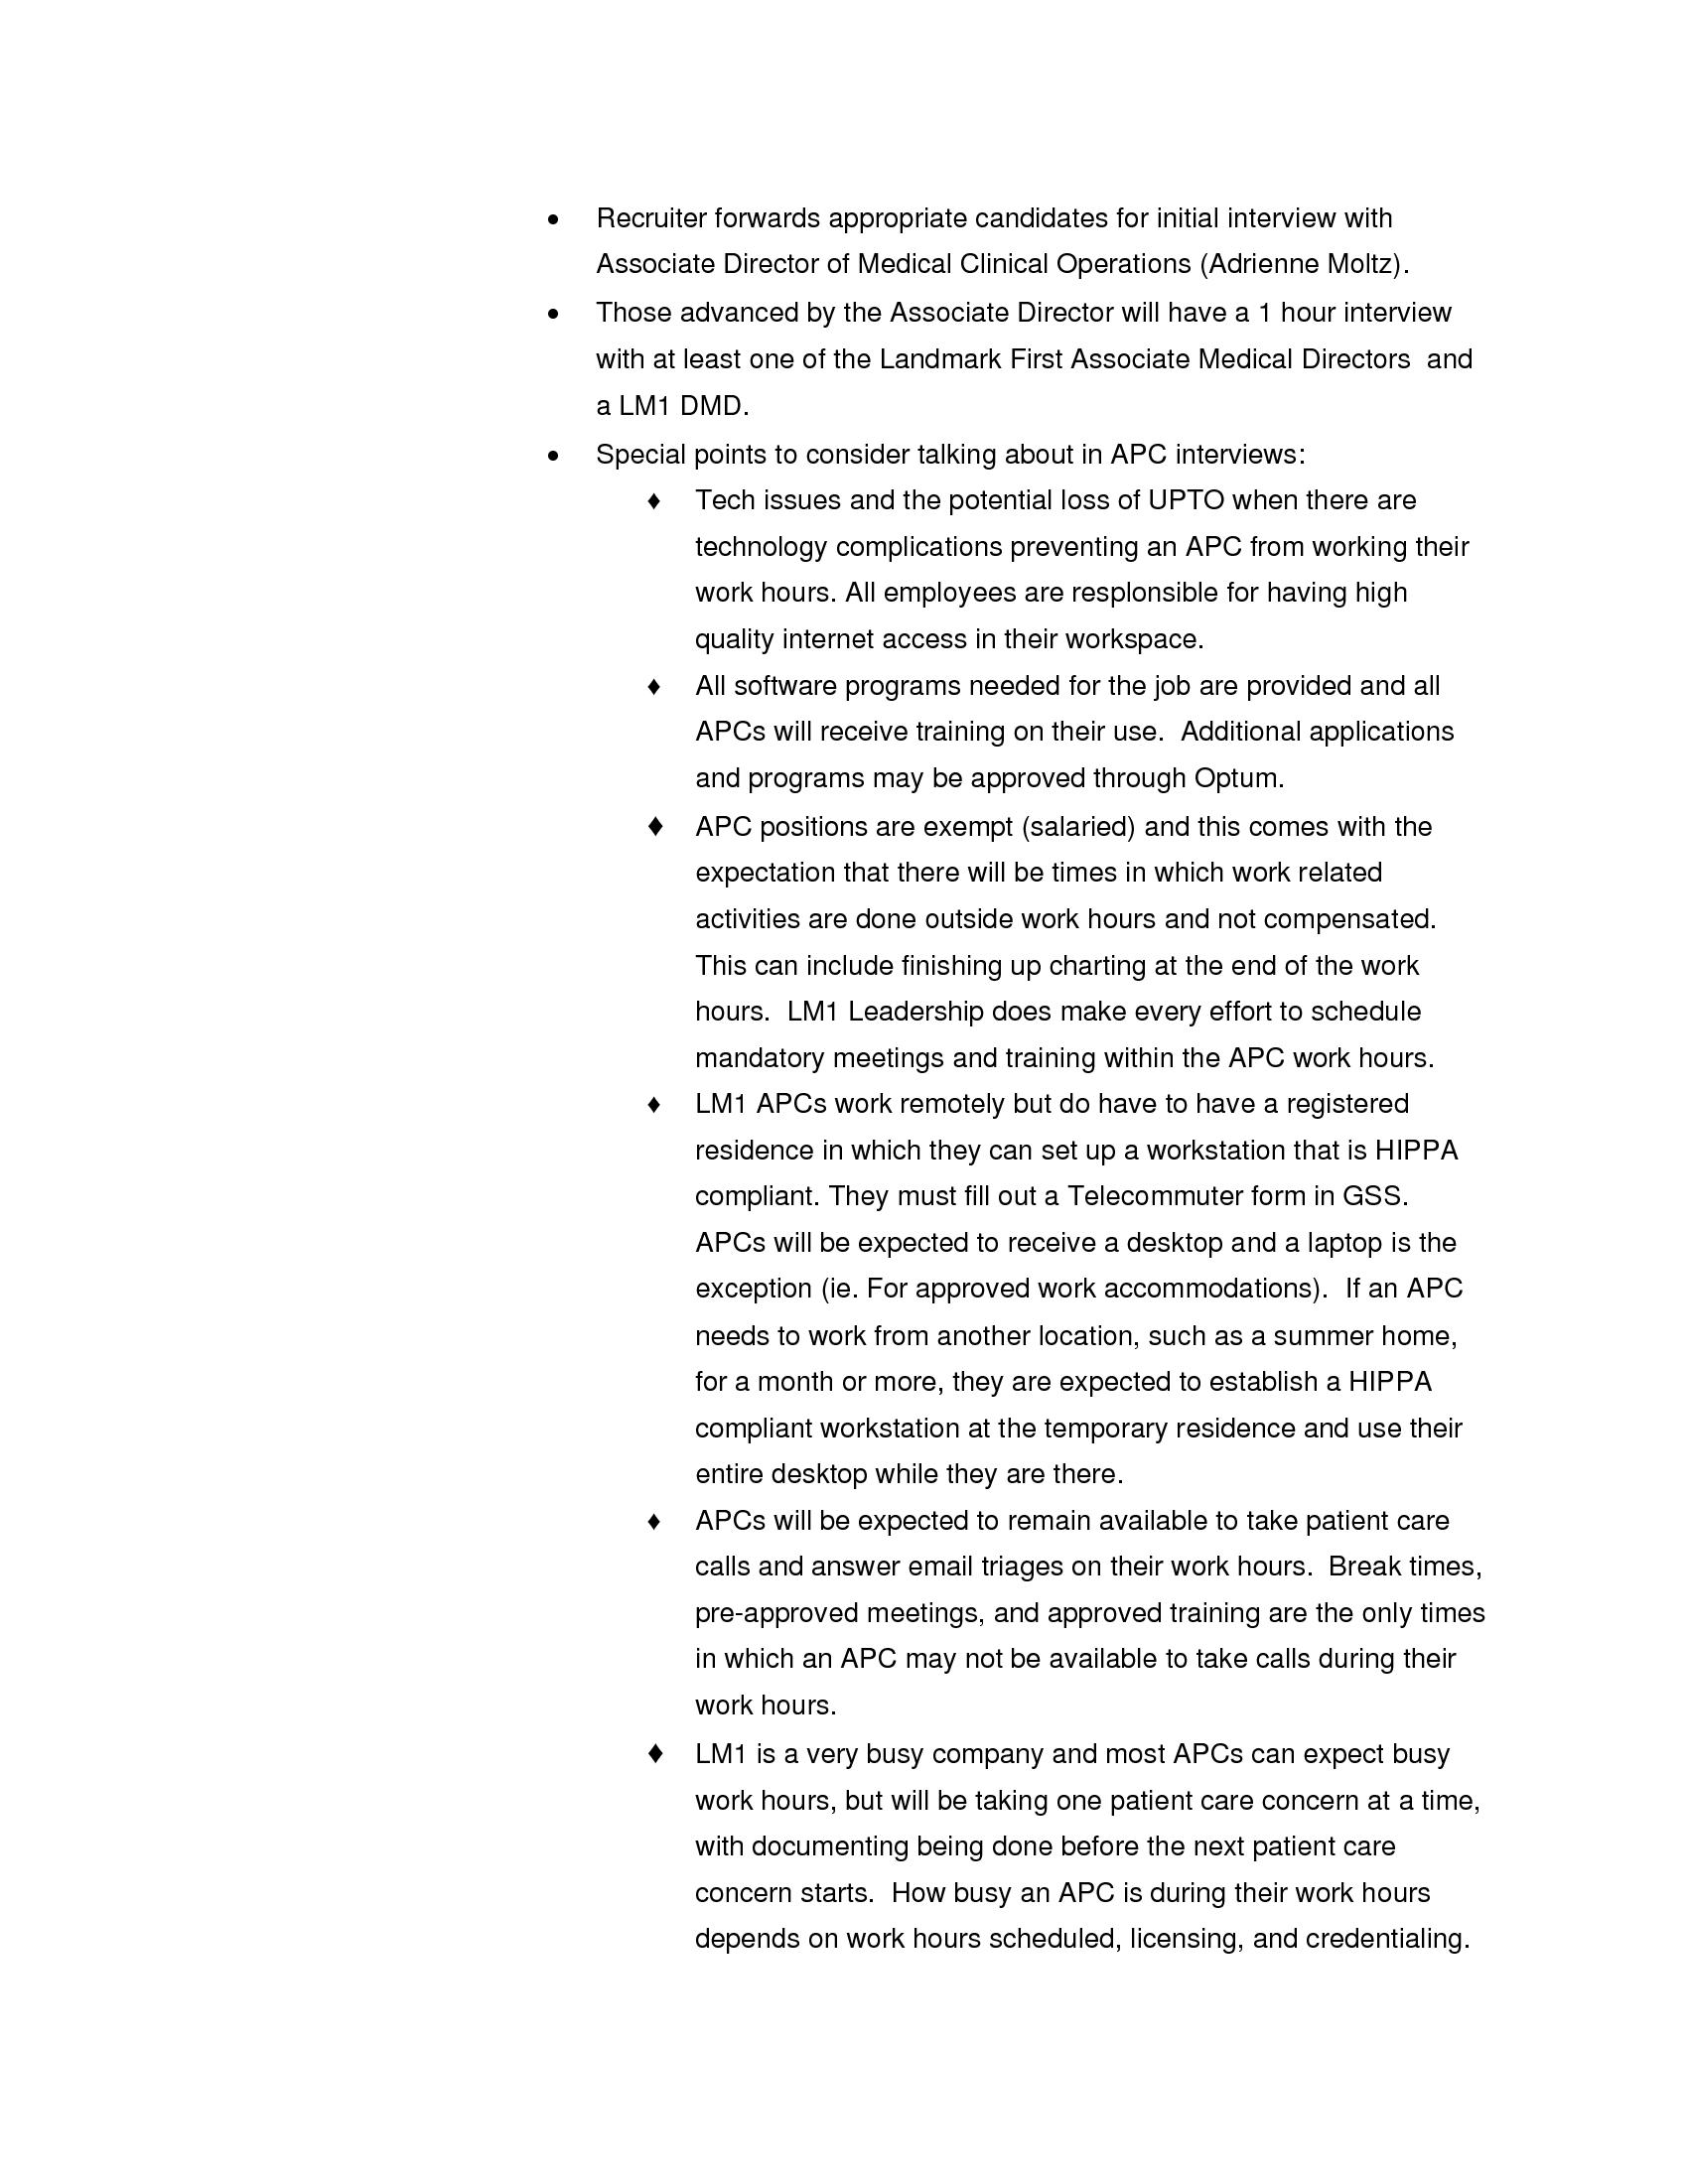 • Recruiter forwards appropriate candidates for initial interview with
Associate Director of Medical Clinical Operations (Adrienne Moltz).
• Those advanced by the Associate Director will have a 1 hour interview
with at least one of the Landmark First Associate Medical Directors  and
a LM1 DMD.
• Special points to consider talking about in APC interviews:
♦ Tech issues and the potential loss of UPTO when there are
technology complications preventing an APC from working their
work hours. All employees are resplonsible for having high
quality internet access in their workspace.
♦ All software programs needed for the job are provided and all
APCs will receive training on their use.  Additional applications
and programs may be approved through Optum.
♦ APC positions are exempt (salaried) and this comes with the
expectation that there will be times in which work related
activities are done outside work hours and not compensated.
This can include finishing up charting at the end of the work
hours.  LM1 Leadership does make every effort to schedule
mandatory meetings and training within the APC work hours.
♦ LM1 APCs work remotely but do have to have a registered
residence in which they can set up a workstation that is HIPPA
compliant. They must fill out a Telecommuter form in GSS.
APCs will be expected to receive a desktop and a laptop is the
exception (ie. For approved work accommodations).  If an APC
needs to work from another location, such as a summer home,
for a month or more, they are expected to establish a HIPPA
compliant workstation at the temporary residence and use their
entire desktop while they are there.
♦ APCs will be expected to remain available to take patient care
calls and answer email triages on their work hours.  Break times,
pre-approved meetings, and approved training are the only times
in which an APC may not be available to take calls during their
work hours.
♦ LM1 is a very busy company and most APCs can expect busy
work hours, but will be taking one patient care concern at a time,
with documenting being done before the next patient care
concern starts.  How busy an APC is during their work hours
depends on work hours scheduled, licensing, and credentialing.